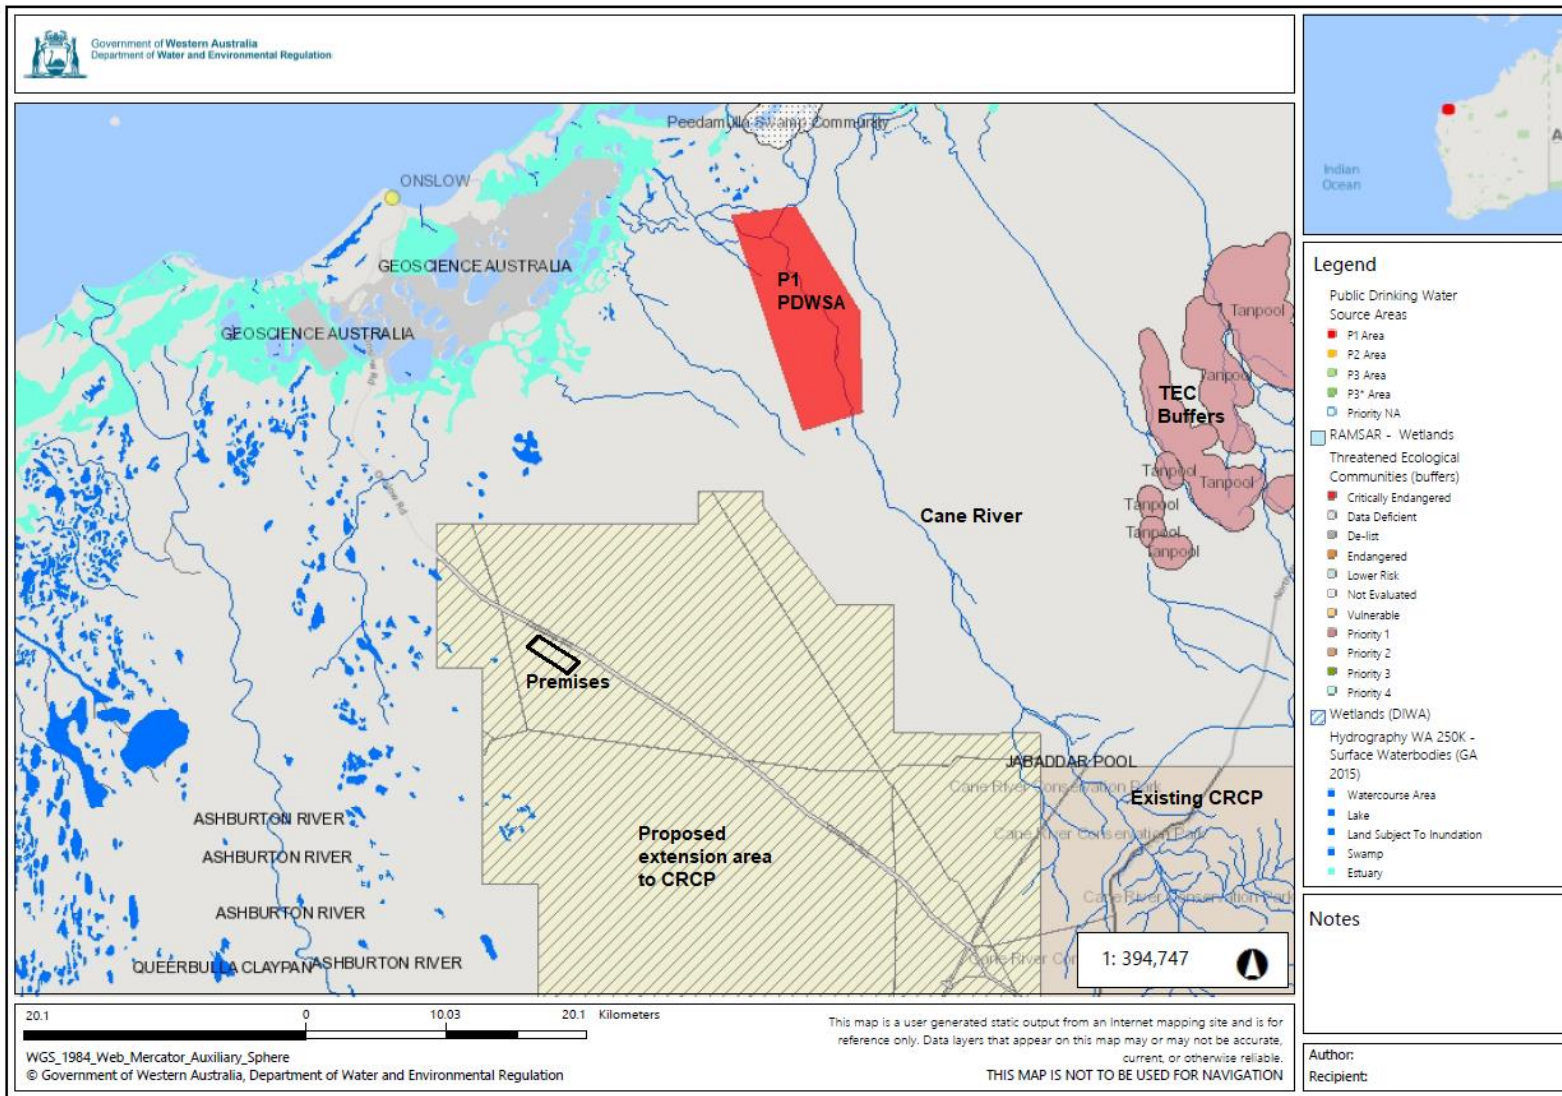 Government of Western Australia
Department of Water and Environmental Regulation
Peedamulla Swamp Community
ONSLOW
GEOSCIENCE AUSTRALIA
GEOSCIENCE AUSTRALIA
Onslow Rd
P1
PDWSA
Tanpool
Tanpool
TEC
Buffers
Tanpool
Tanpool
Tanpool
Tanpool
Tanpool
Cane River
Premises
JABADDAR POOL
Cane River Conservation Park
Existing CRCP
Cane River Conservation Park
Cane River Conservation Park
Proposed
extension area
to CRCP
ASHBURTON RIVER
ASHBURTON RIVER
ASHBURTON RIVER
QUEERBULLA CLAYPAN
ASHBURTON RIVER
Cane River
1: 394,747
Indian
Ocean
A
Legend
Public Drinking Water
Source Areas
P1 Area
P2 Area
P3 Area
P3* Area
Priority NA
RAMSAR - Wetlands
Threatened Ecological
Communities (buffers)
Critically Endangered
Data Deficient
De-list
Endangered
Lower Risk
Not Evaluated
Vulnerable
Priority 1
Priority 2
Priority 3
Priority 4
Wetlands (DIWA)
Hydrography WA 250K -
Surface Waterbodies (GA
2015)
Watercourse Area
Lake
Land Subject To Inundation
Swamp
Estuary
Notes
20.1 0 10.03 20.1 Kilometers
WGS_1984_Web_Mercator_Auxiliary_Sphere
© Government of Western Australia, Department of Water and Environmental Regulation
This map is a user generated static output from an Internet mapping site and is for
reference only. Data layers that appear on this map may or may not be accurate,
current, or otherwise reliable.
THIS MAP IS NOT TO BE USED FOR NAVIGATION
Author:
Recipient: